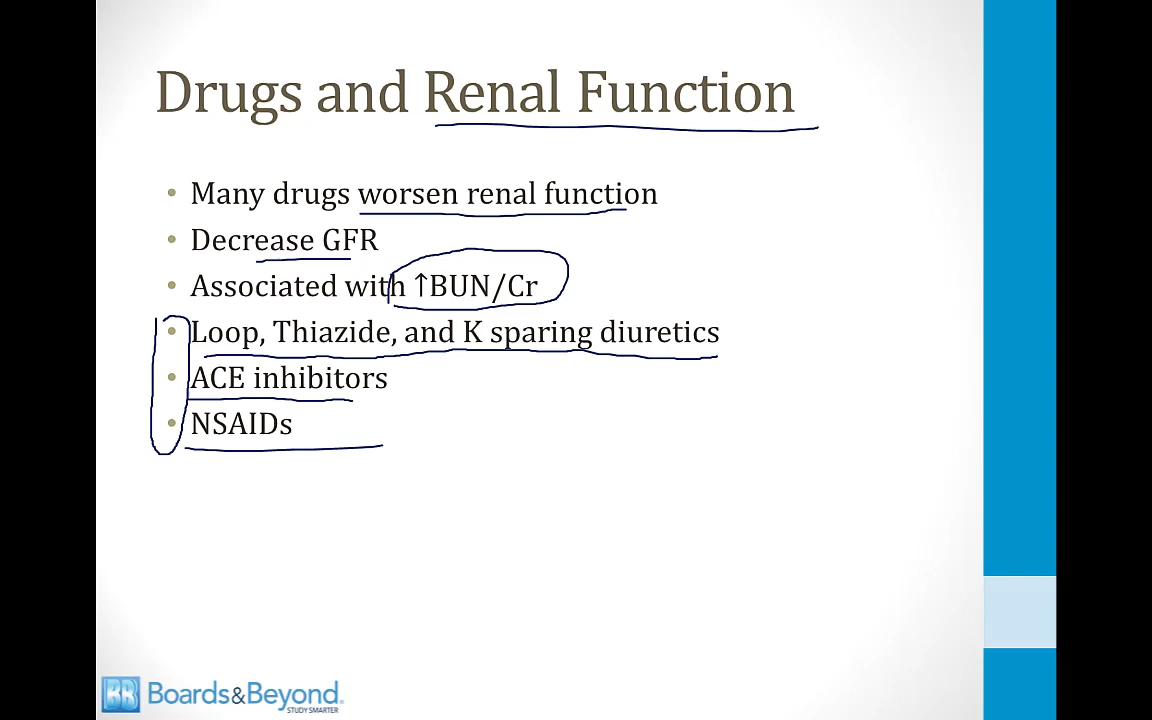 Drugs and Renal Function
• Many drugs worsen renal function
• Decrease GFR
• Associated with ↑BUN/Cr
• Loop, Thiazide, and K sparing diuretics
• ACE inhibitors
• NSAIDs
BB Boards&Beyond.
STUDY SMARTER